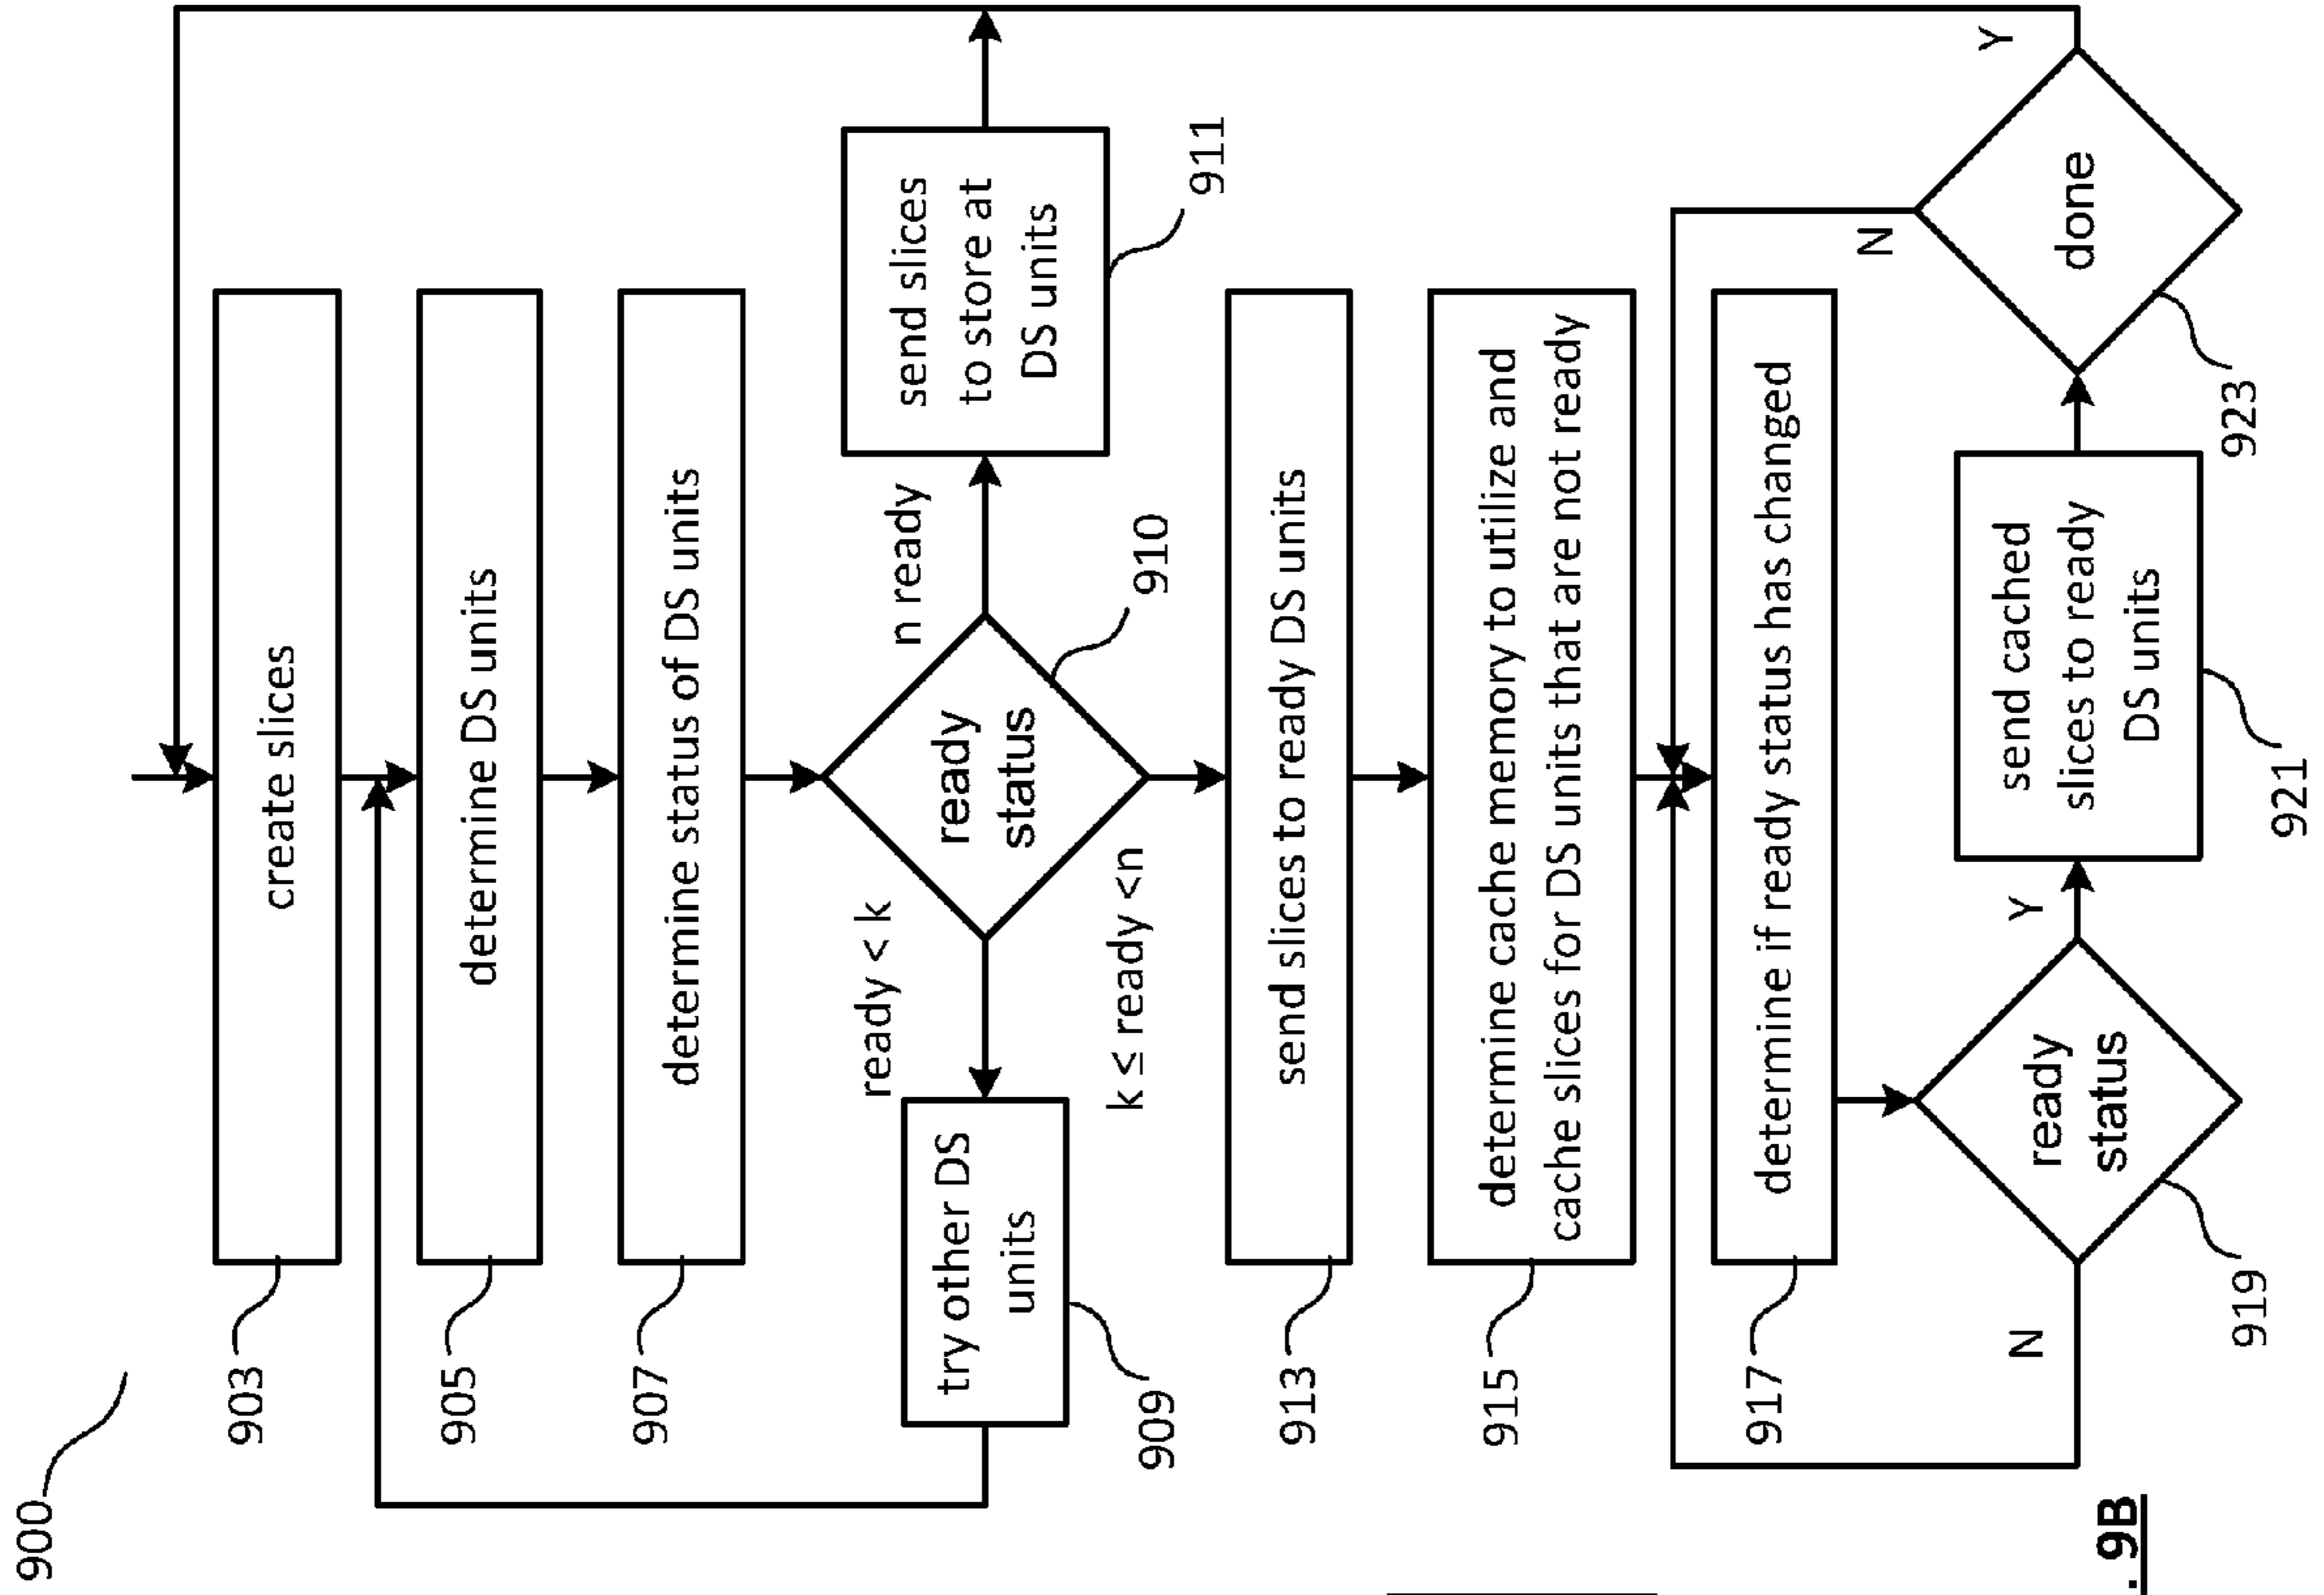 900
903
create slices
905
determine DS units
907
determine status of DS units
ready < k
ready
status
n ready
910
try other DS
units
909
send slices
to store at
DS units
911
k ≤ ready <n
913
send slices to ready DS units
915
determine cache memory to utilize and
cache slices for DS units that are not ready
917
determine if ready status has changed
N
ready
status
919
Y
send cached
slices to ready
DS units
921
N
done
Y
923
. 9B